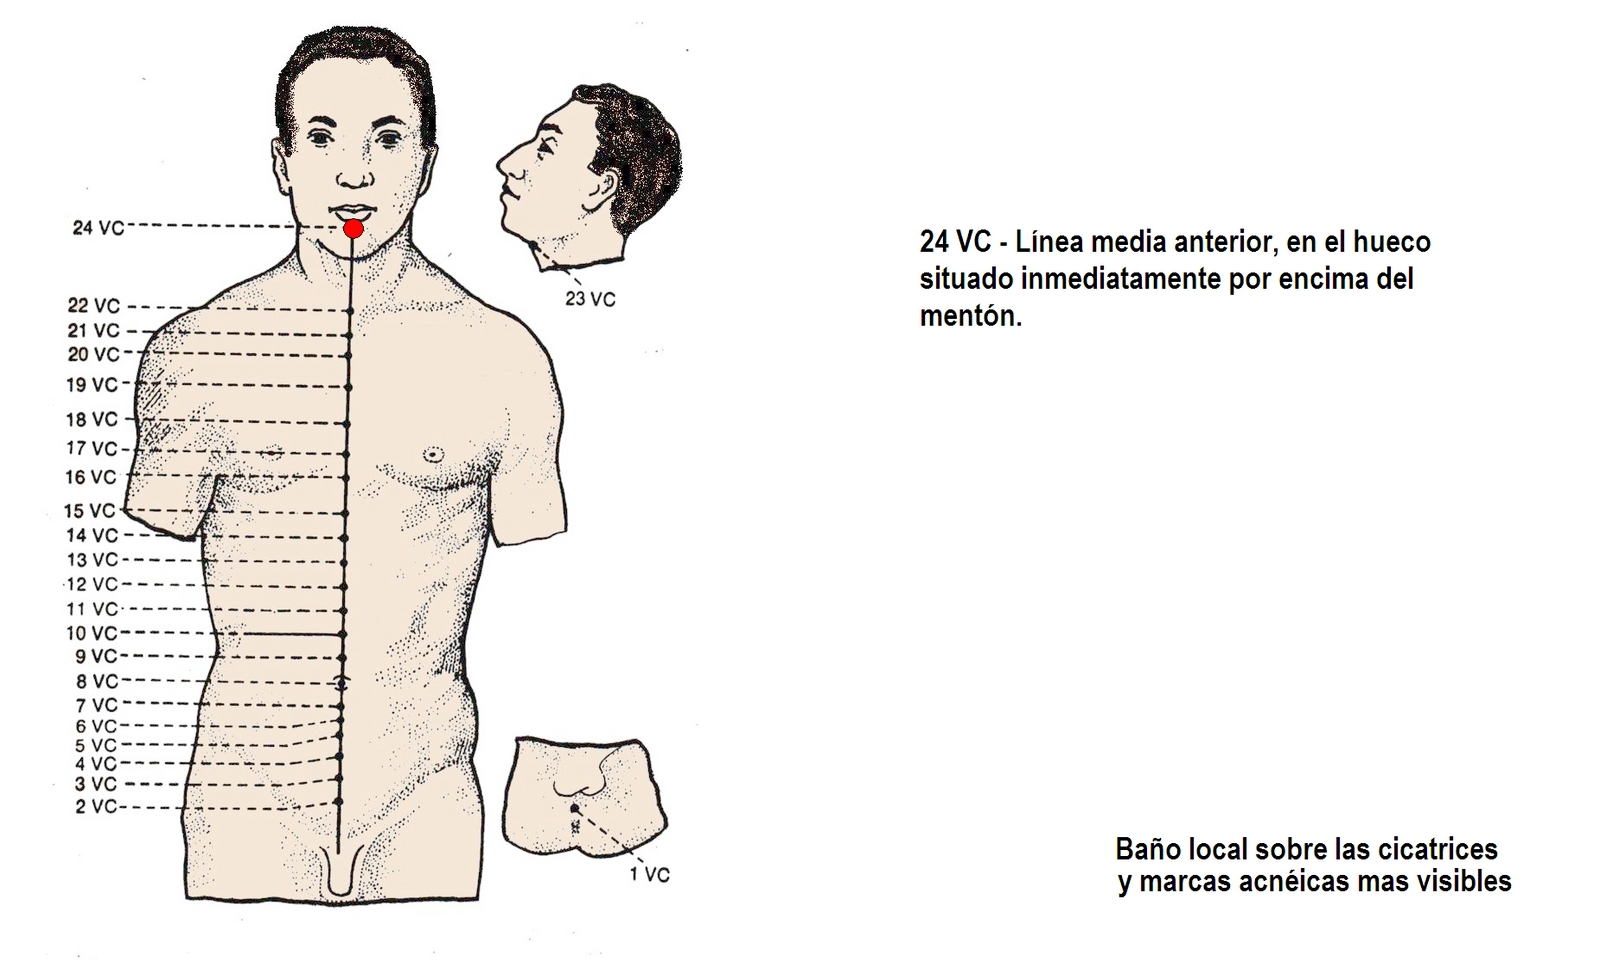 24 VC
23 VC
22 VC
21 VC
20 VC
19 VC
18 VC
17 VC
16 VC
15 VC
14 VC
13 VC
12 VC
11 VC
10 VC
9 VC
8 VC
7 VC
6 VC
5 VC
4 VC
3 VC
2 VC
1 VC
24 VC - Línea media anterior, en el hueco
situado inmediatamente por encima del
mentón.
Baño local sobre las cicatrices
y marcas acnéicas mas visibles